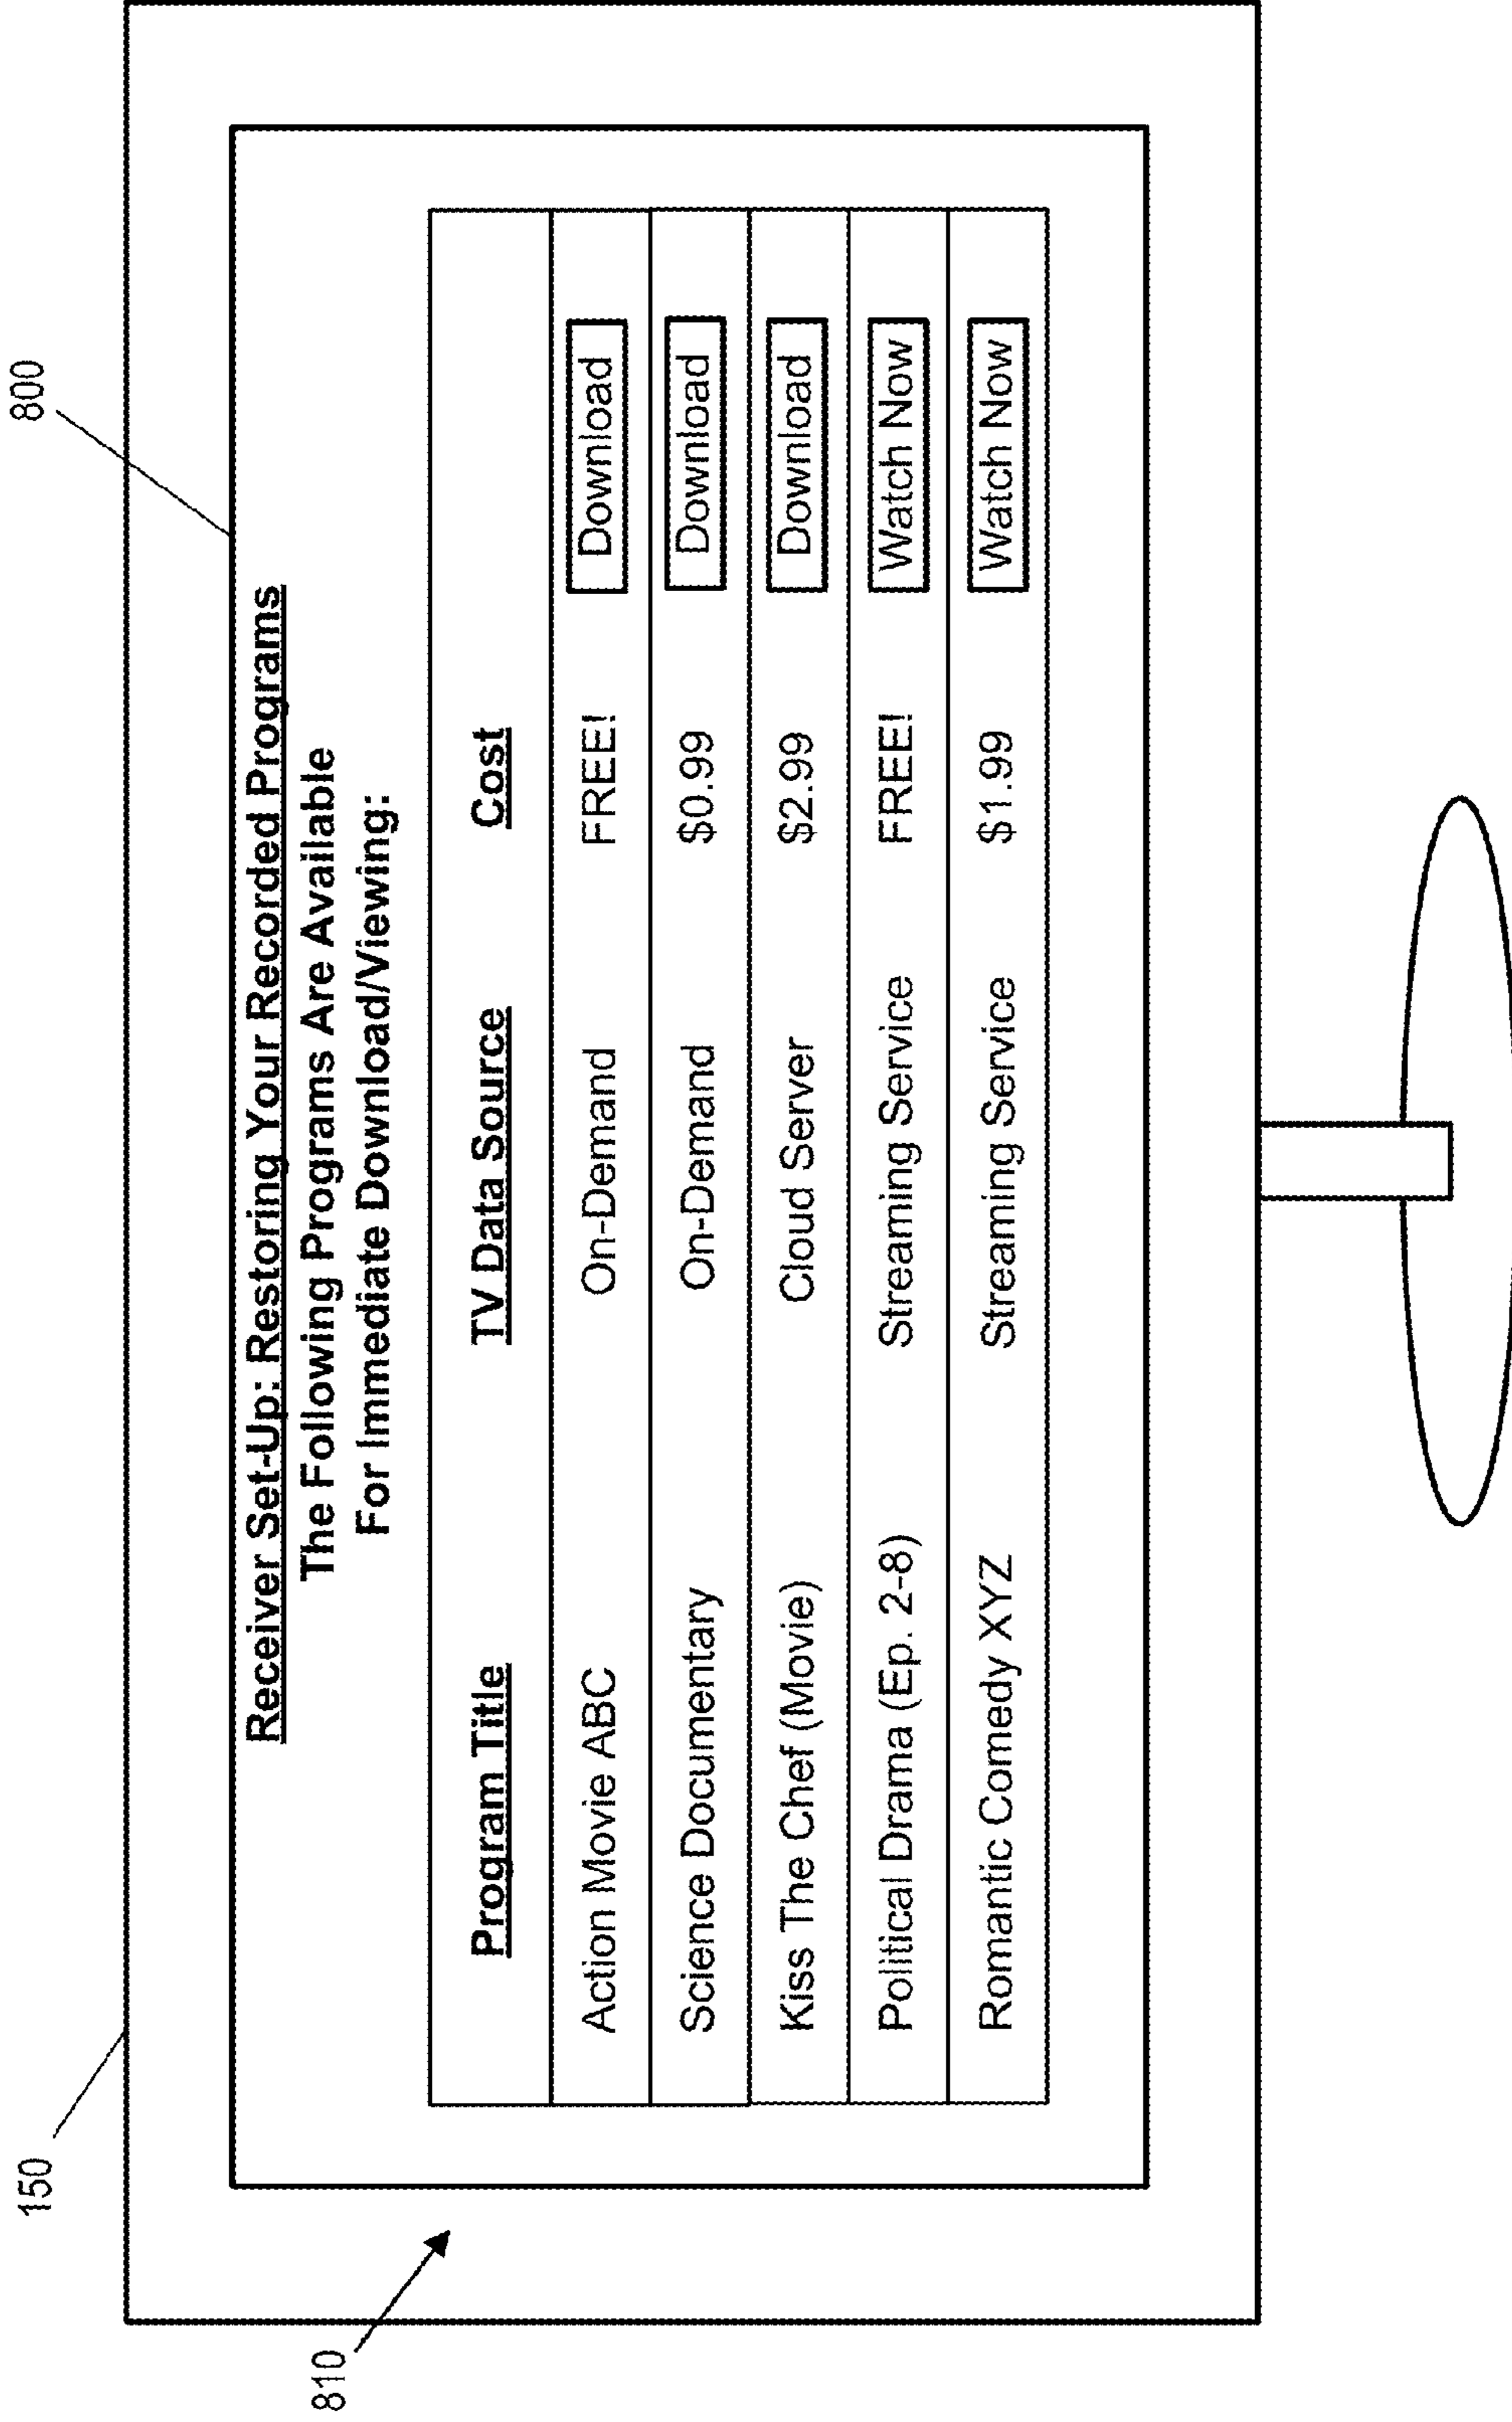 800
150
810
Receiver Set-Up: Restoring Your Recorded Programs
The Following Programs Are Available
For Immediate Download/Viewing:
Program Title TV Data Source Cost
Action Movie ABC On-Demand FREE! Download
Science Documentary On-Demand $0.99 Download
Kiss The Chef (Movie) Cloud Server $2.99 Download
Political Drama (Ep. 2-8) Streaming Service FREE! Watch Now
Romantic Comedy XYZ Streaming Service $1.99 Watch Now